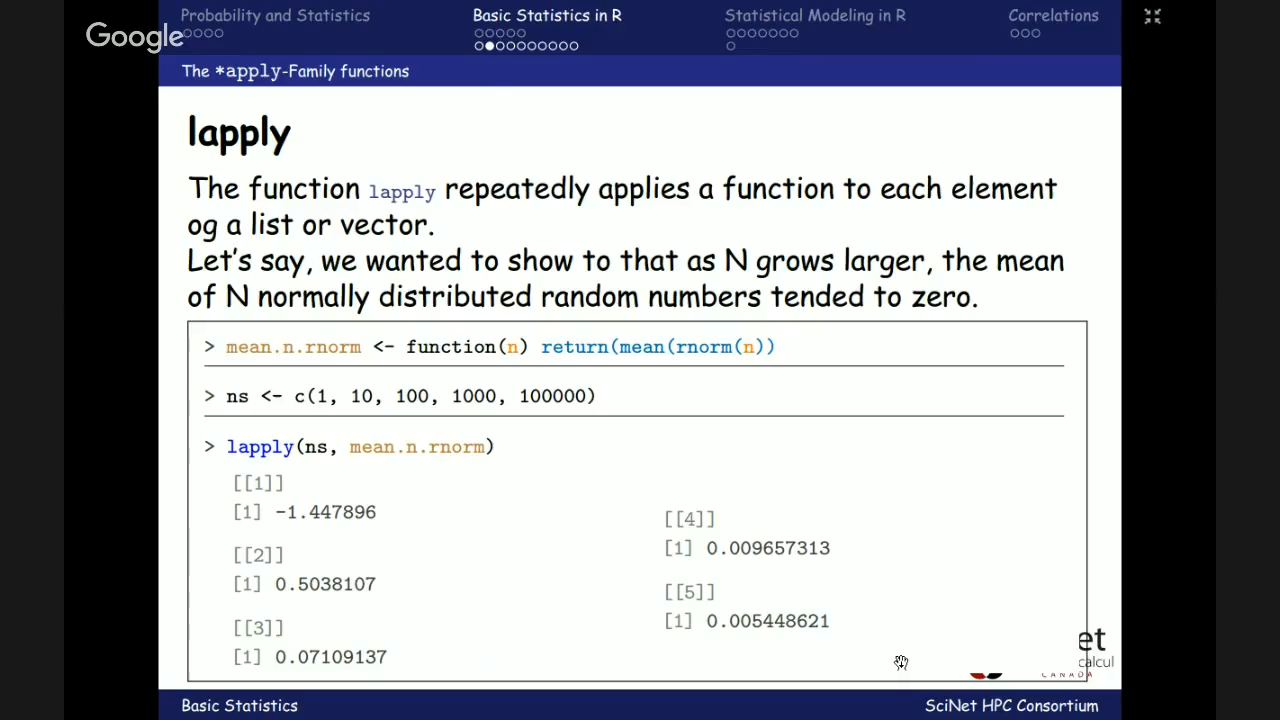 Probability and Statistics Basic Statistics in R Statistical Modeling in R Correlations
Google
The *apply-Family functions
lapply
The function lapply repeatedly applies a function to each element
og a list or vector.
Let's say, we wanted to show to that as N grows larger, the mean
of N normally distributed random numbers tended to zero.
> mean.n.rnorm <- function(n) return(mean(rnorm(n))
> ns <- c(1, 10, 100, 1000, 100000)
> lapply(ns, mean.n.rnorm)
[[1]]
[1] -1.447896
[[2]]
[1] 0.5038107
[[3]]
[1] 0.07109137
[[4]]
[1] 0.009657313
[[5]]
[1] 0.005448621
et
calcul
CANADA
Basic Statistics SciNet HPC Consortium